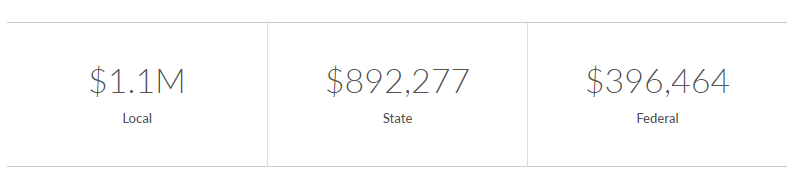 $1.1M $892,277 $396,464
Local State Federal